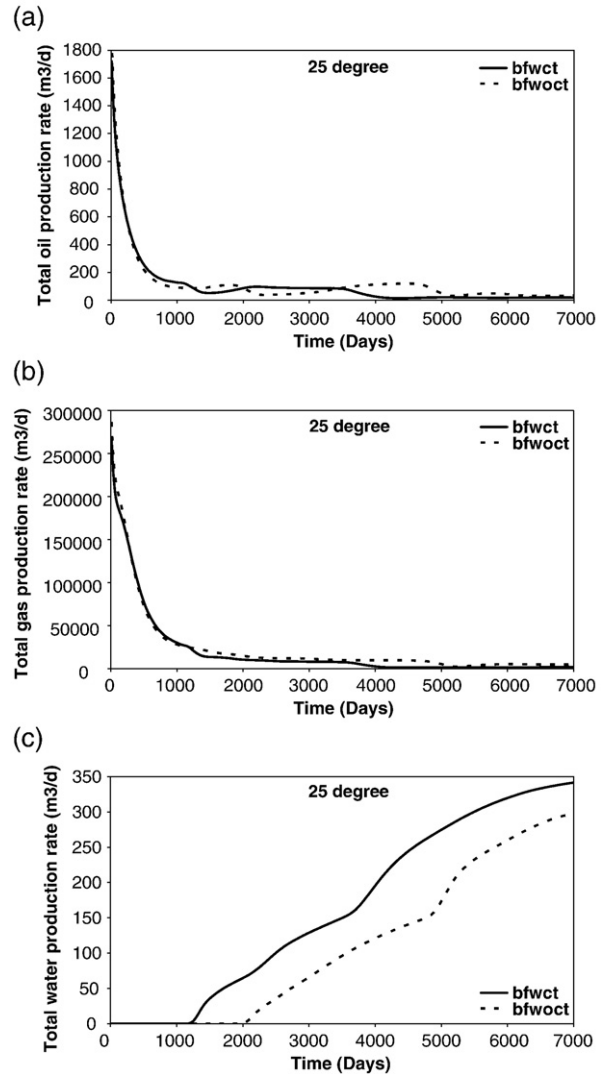 (a)
Total oil production rate (m3/d)
1800
1600
1400
1200
1000
800
600
400
200
0
25 degree
bfwct
bfwoct
0 1000 2000 3000 4000 5000 6000 7000
Time (Days)
(b)
Total gas production rate (m3/d)
300000
250000
200000
150000
100000
50000
0
25 degree
bfwct
bfwoct
0 1000 2000 3000 4000 5000 6000 7000
Time (Days)
(c)
Total water production rate (m3/d)
350
300
250
200
150
100
50
0
25 degree
bfwct
bfwoct
0 1000 2000 3000 4000 5000 6000 7000
Time (Days)